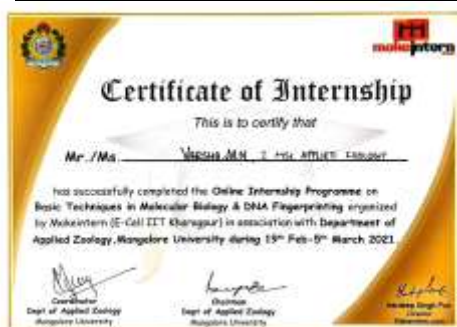 makeintern
Certificate of Internship
This is to certify that
Mr./Ms. VARSHA .M.N I MSc APPLIED ZOOLOGY
has successfully completed the Online Internship Programme on
Basic Techniques in Molecular Biology & DNA Fingerprinting organized
by Makeintern (E-Cell IIT Kharagpur) in association with Department of
Applied Zoology, Mangalore University during 19th Feb-5th March 2021
Coordinator
Dept of Applied Zoology
Mangalore University
Chairman
Dept of Applied Zoology
Mangalore University
Director